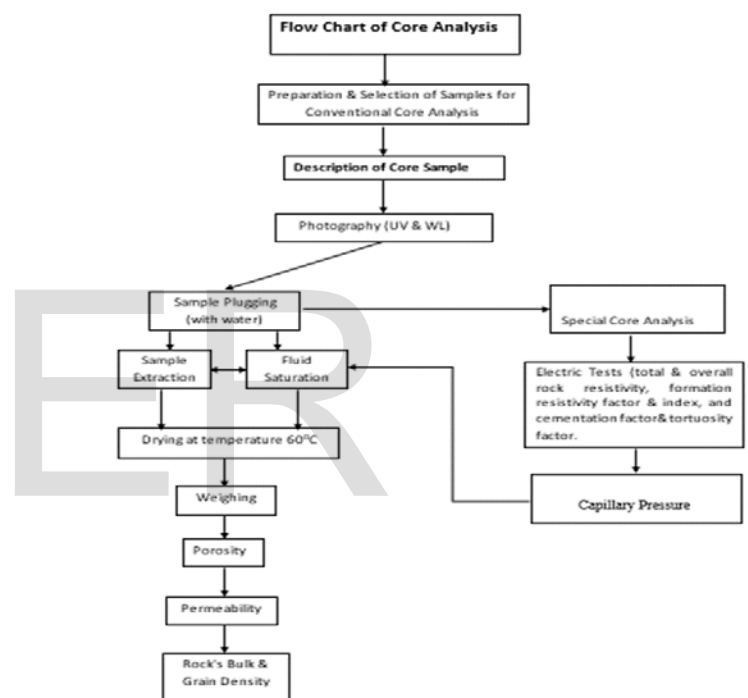 Flow Chart of Core Analysis
Preparation & Selection of Samples for
Conventional Core Analysis
Description of Core Sample
Photography (UV & WL)
Sample Plugging
(with water)
Special Core Analysis
Sample
Extraction
Fluid
Saturation
Electric Tests (total & overall
rock resistivity, formation
resistivity factor & index, and
cementation factor& tortuosity
factor.
Drying at temperature 60°C
Weighing
Capillary Pressure
Porosity
Permeability
Rock's Bulk &
Grain Density
ER